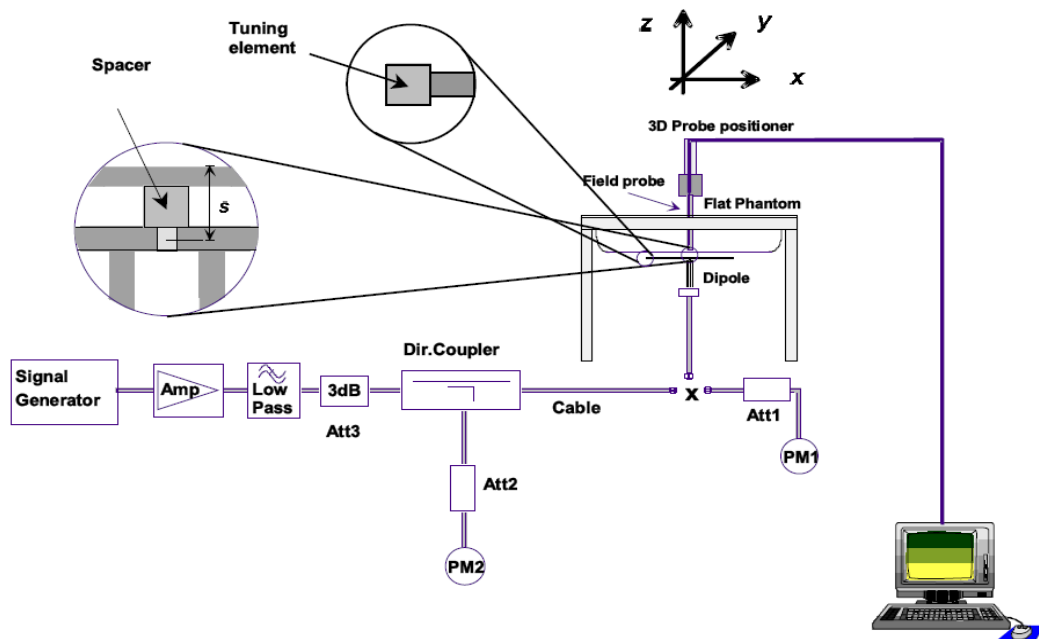 Tuning
element
Spacer
s
z
y
x
3D Probe positioner
Field probe
Flat Phantom
Dipole
Dir.Coupler
Signal
Generator
Amp
Low
Pass
3dB
Att3
Cable
x
Att1
PM1
Att2
PM2